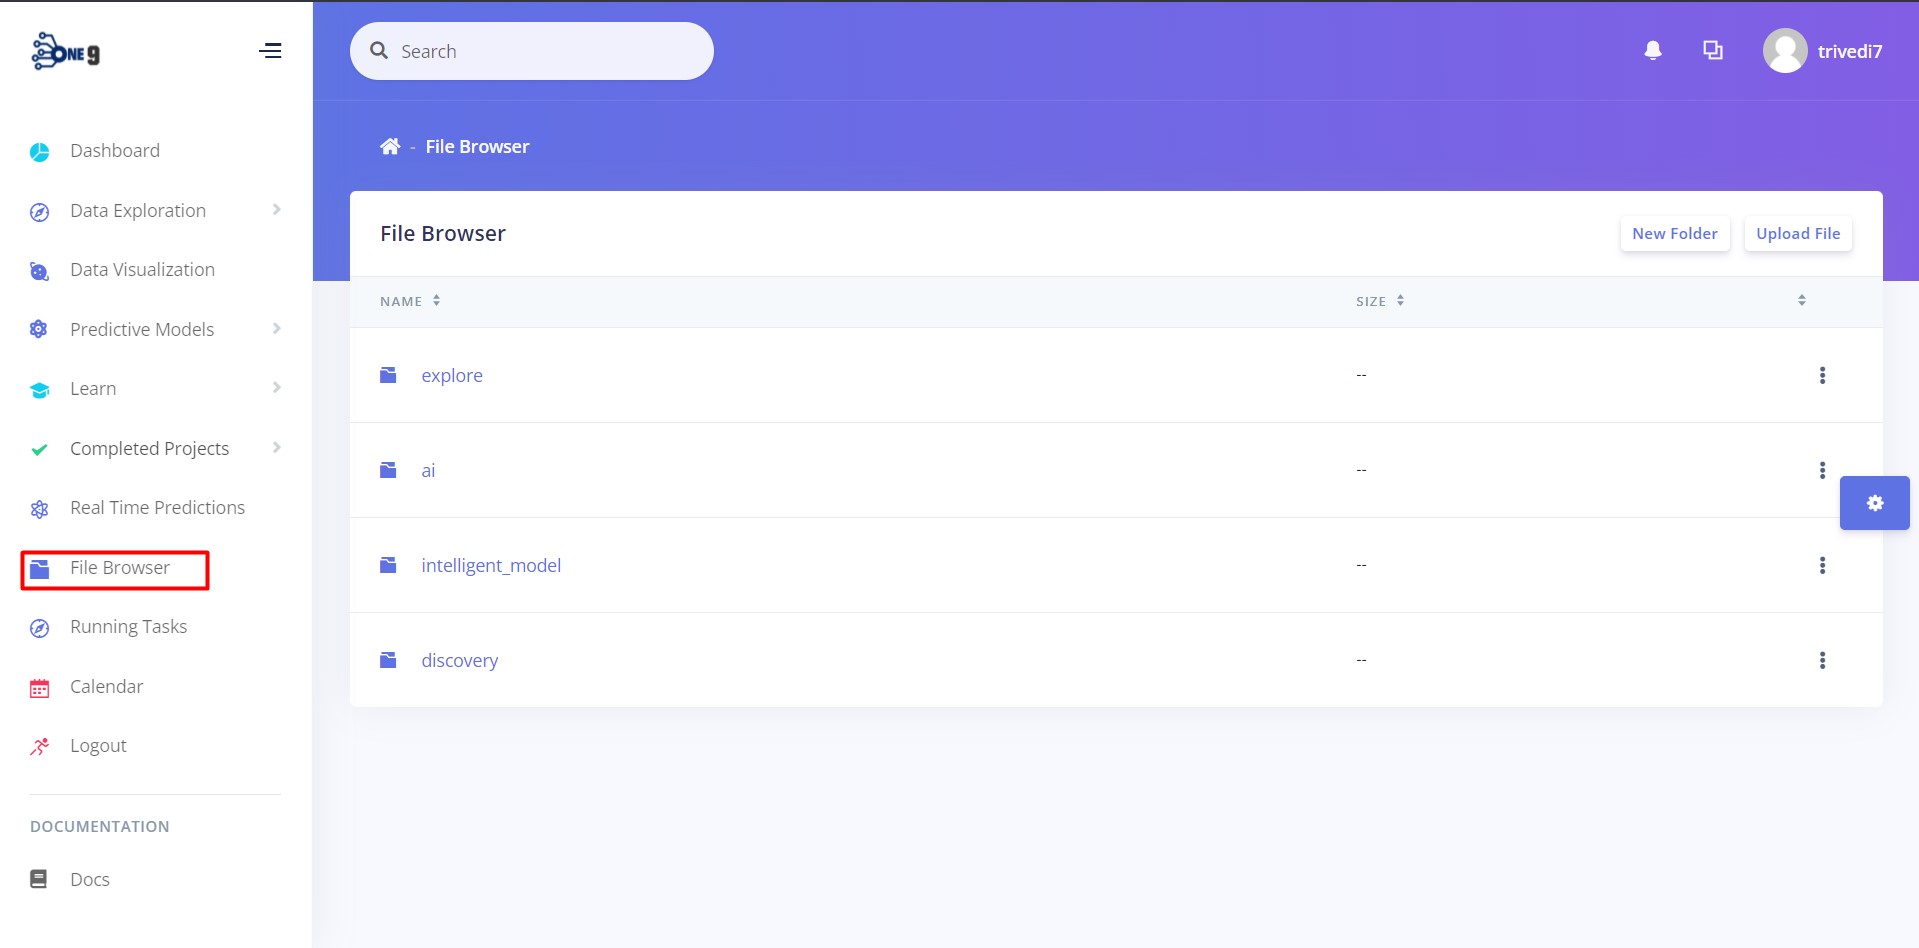 ONE 9
Search
trivedi7
- File Browser
Dashboard
Data Exploration
Data Visualization
Predictive Models
Learn
Completed Projects
Real Time Predictions
File Browser
Running Tasks
Calendar
Logout
DOCUMENTATION
Docs
File Browser
New Folder Upload File
NAME SIZE
explore --
ai --
intelligent_model --
discovery --